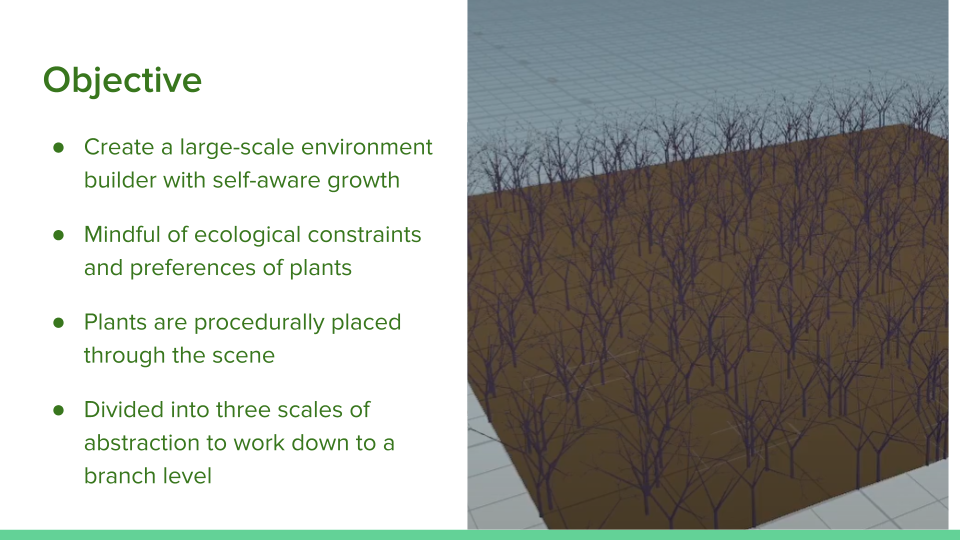 Objective
● Create a large-scale environment
builder with self-aware growth
● Mindful of ecological constraints
and preferences of plants
● Plants are procedurally placed
through the scene
● Divided into three scales of
abstraction to work down to a
branch level